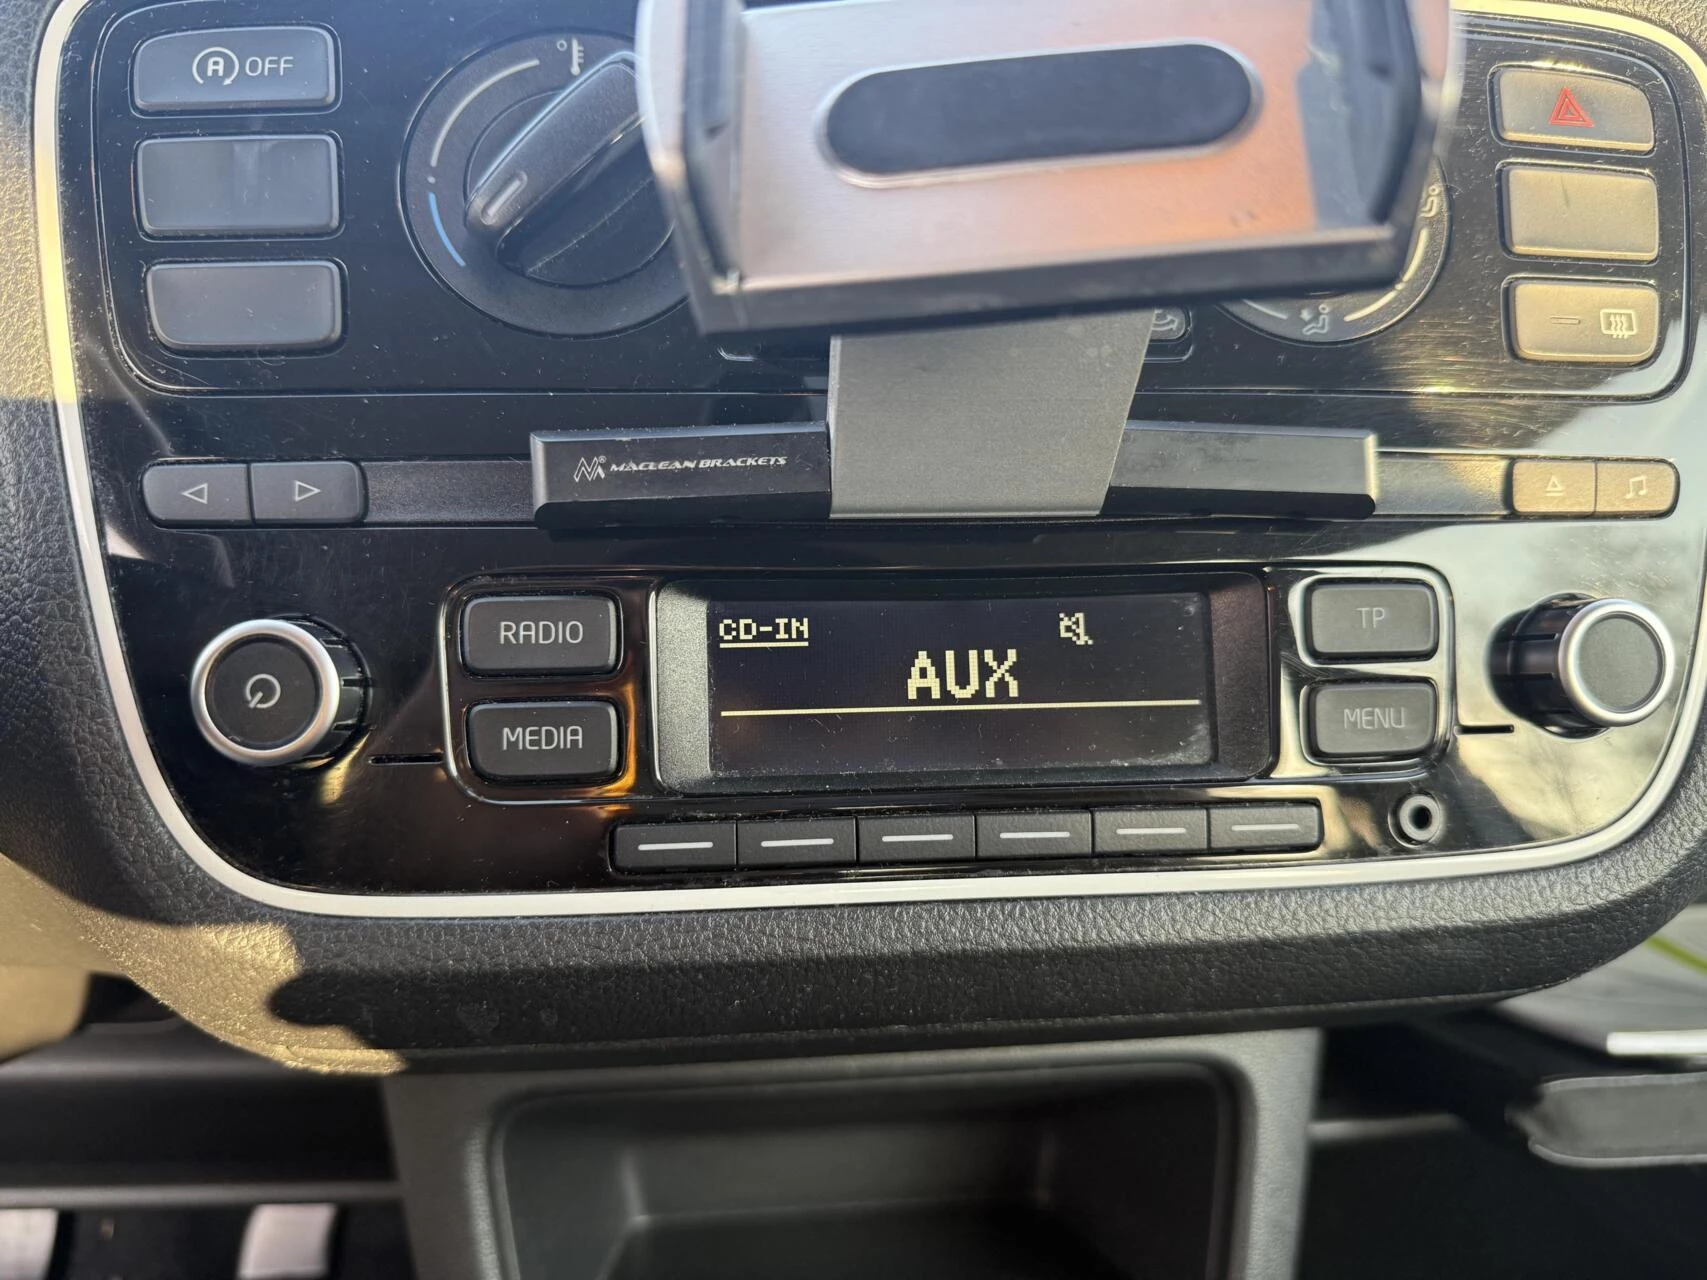 OFF
MACLEAN BRACKETS
RADIO
MEDIA
CD-IN
AUX
TP
MENU